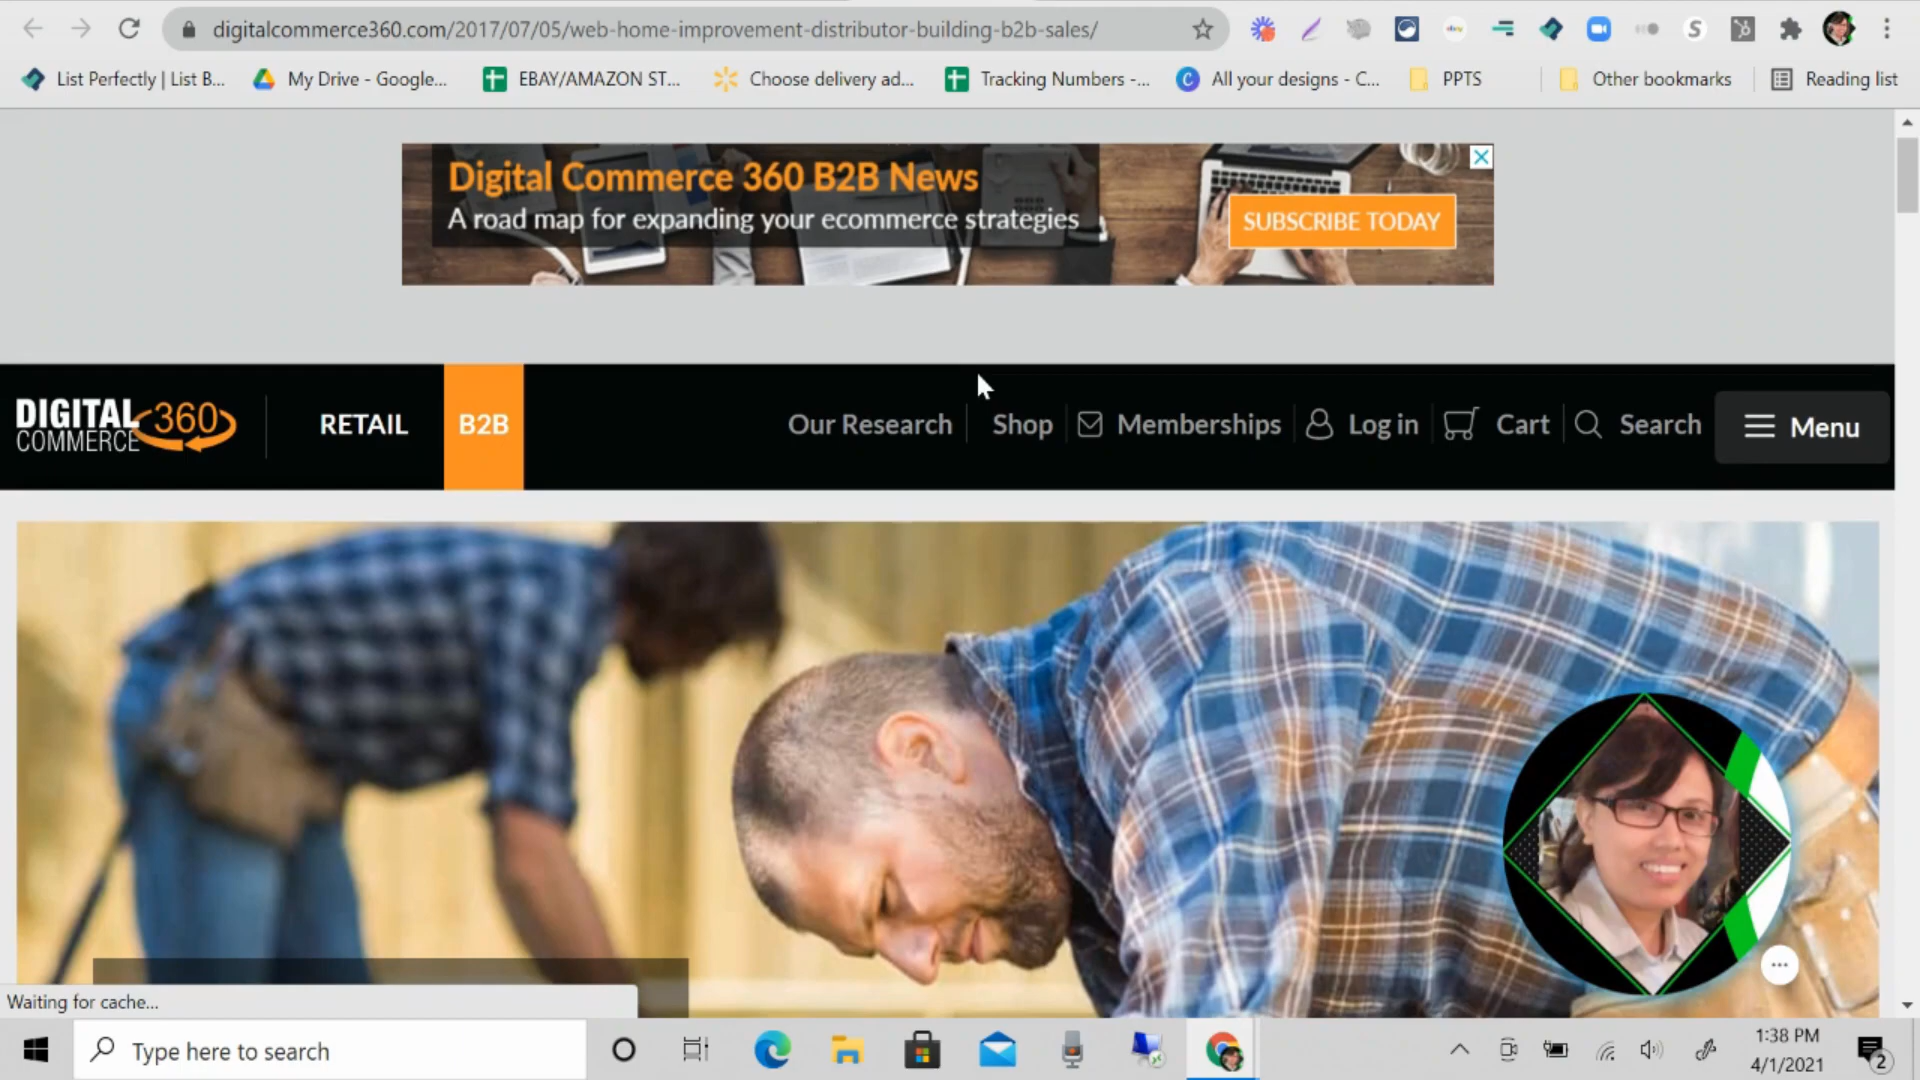 digitalcommerce360.com/2017/07/05/web-home-improvement-distributor-building-b2b-sales/
List Perfectly | List B...
My Drive - Google...
EBAY/AMAZON ST...
Choose delivery ad...
Tracking Numbers -...
All your designs - C...
PPTS
Other bookmarks
Reading list
Digital Commerce 360 B2B News
A road map for expanding your ecommerce strategies
SUBSCRIBE TODAY
DIGITAL
COMMERCE
360
RETAIL
B2B
Our Research
Shop
Memberships
Log in
Cart
Search
Menu
Waiting for cache...
Type here to search
1:38 PM
4/1/2021
2